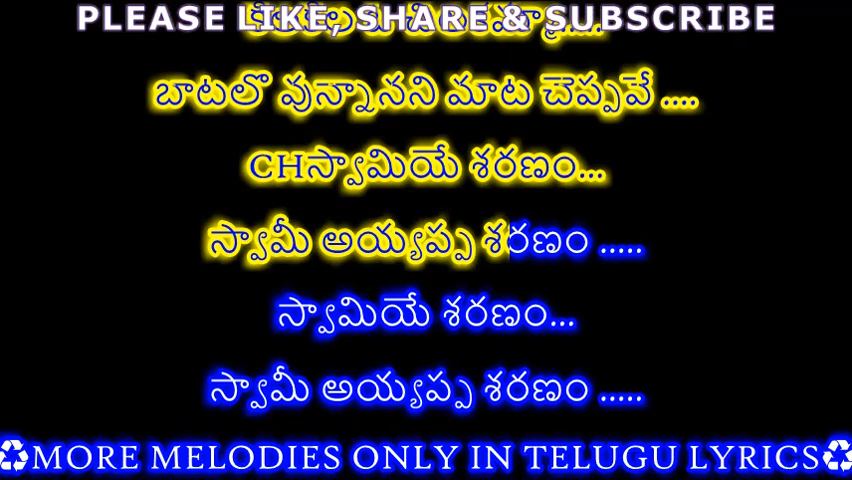 PLEASE LIKE, SHARE & SUBSCRIBE
బాటలొ వున్నానని మాట చెప్పవే ....
CHస్వామియే శరణం...
స్వామీ అయ్యప్ప శరణం .....
స్వామియే శరణం...
స్వామీ అయ్యప్ప శరణం .....
♻MORE MELODIES ONLY IN TELUGU LYRICS♻